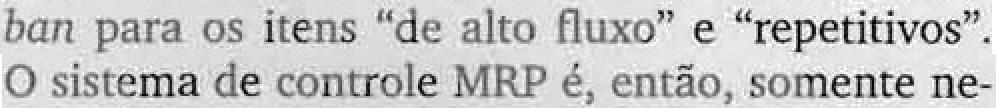 ban para os itens “de alto fluxo” e “repetitivos”.
O sistema de controle MRP é, então, somente ne-